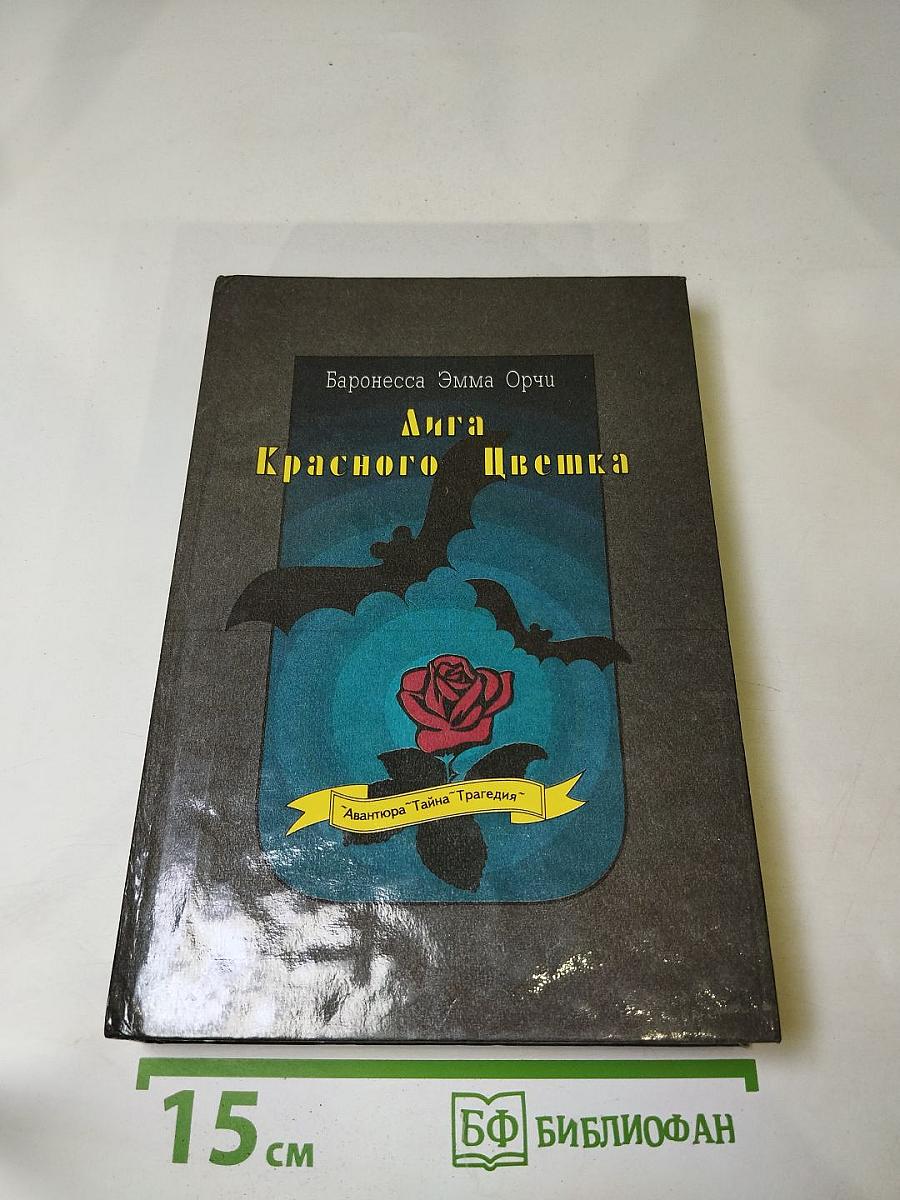 Баронесса Эмма Орчи
Лига
Красного Цветка
~Авантюра~Тайна~Трагедия~
15 см
БФ БИБЛИОФАН